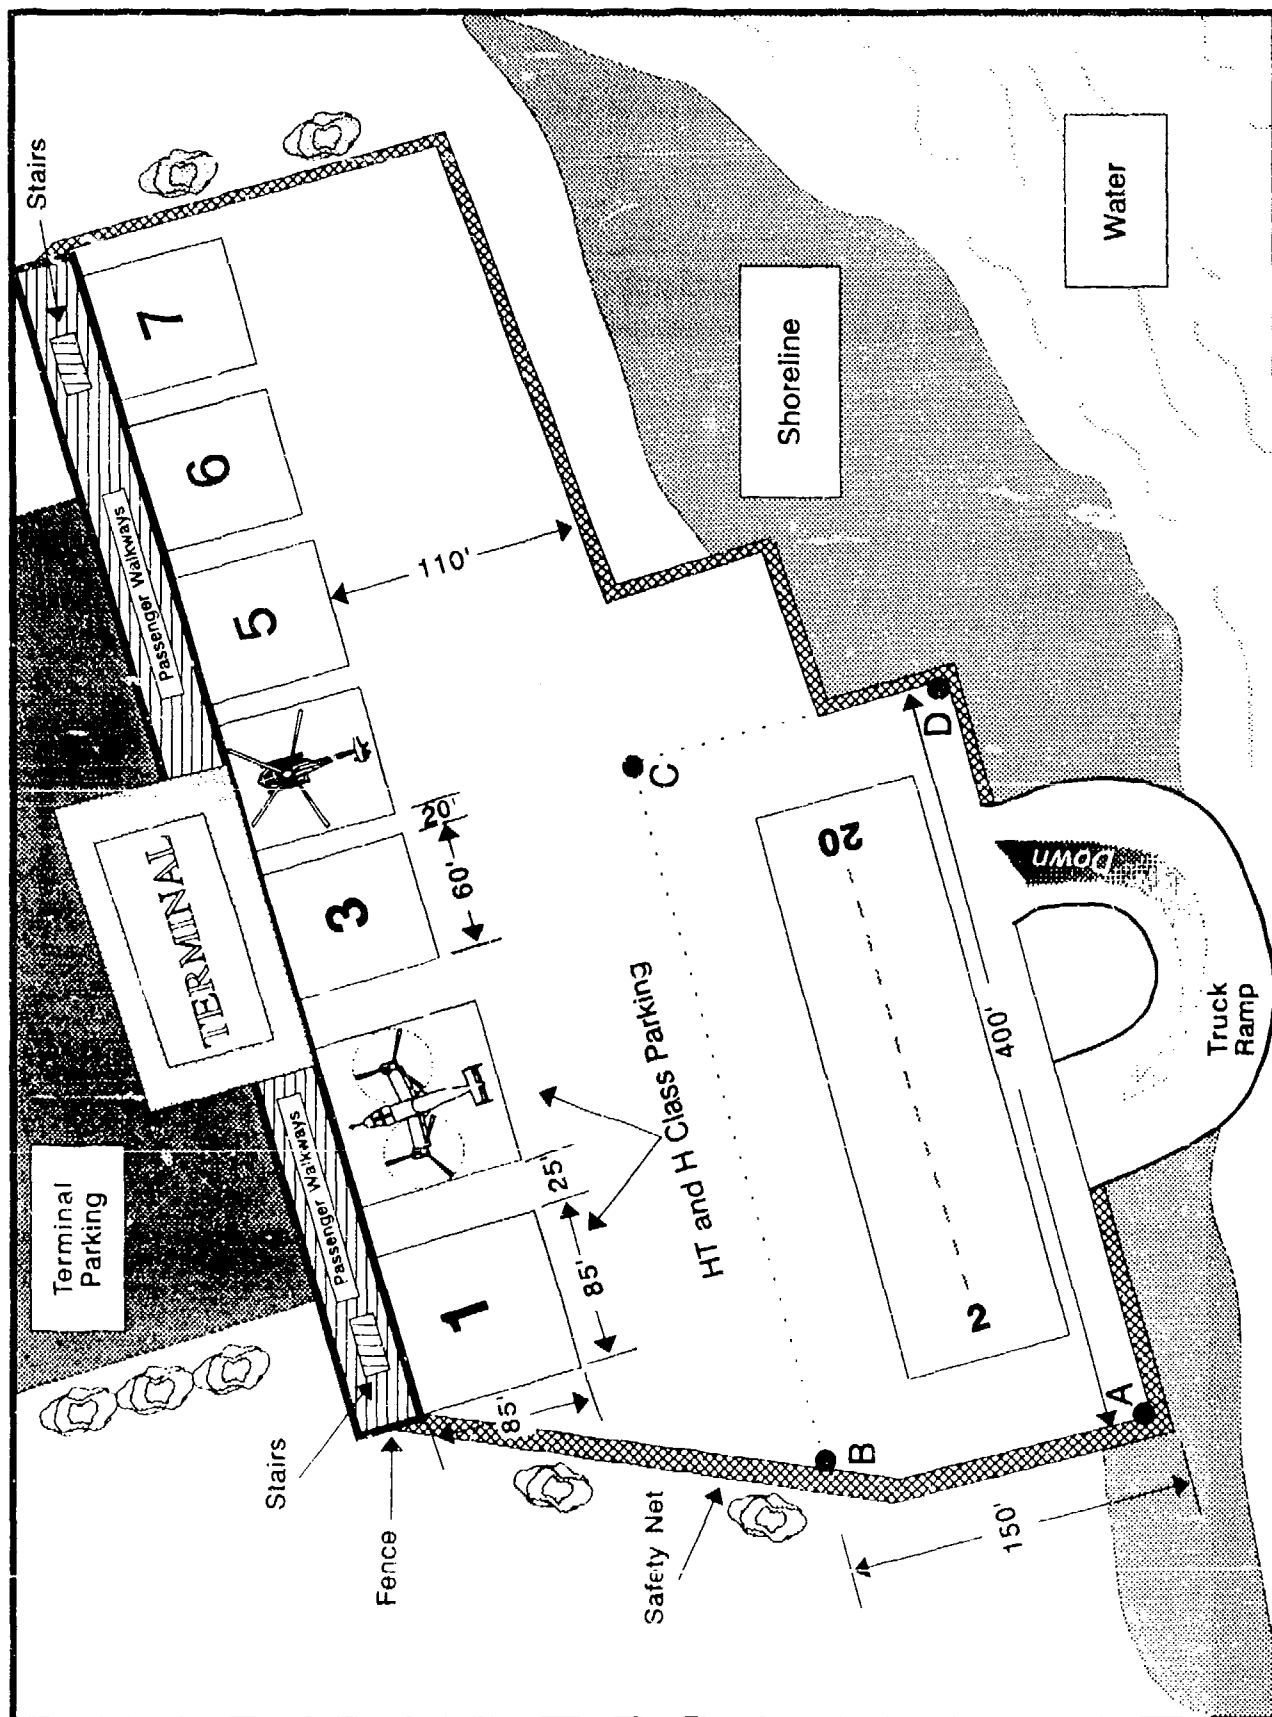 Stairs
7
6
5
3
1
Passenger Walkways
TERMINAL
Passenger Walkways
Terminal
Parking
Stairs
Fence
Safety Net
110'
20'
60'
25'
85'
85'
HT and H Class Parking
C
B
D
A
20
2
400'
150'
Down
Truck
Ramp
Shoreline
Water